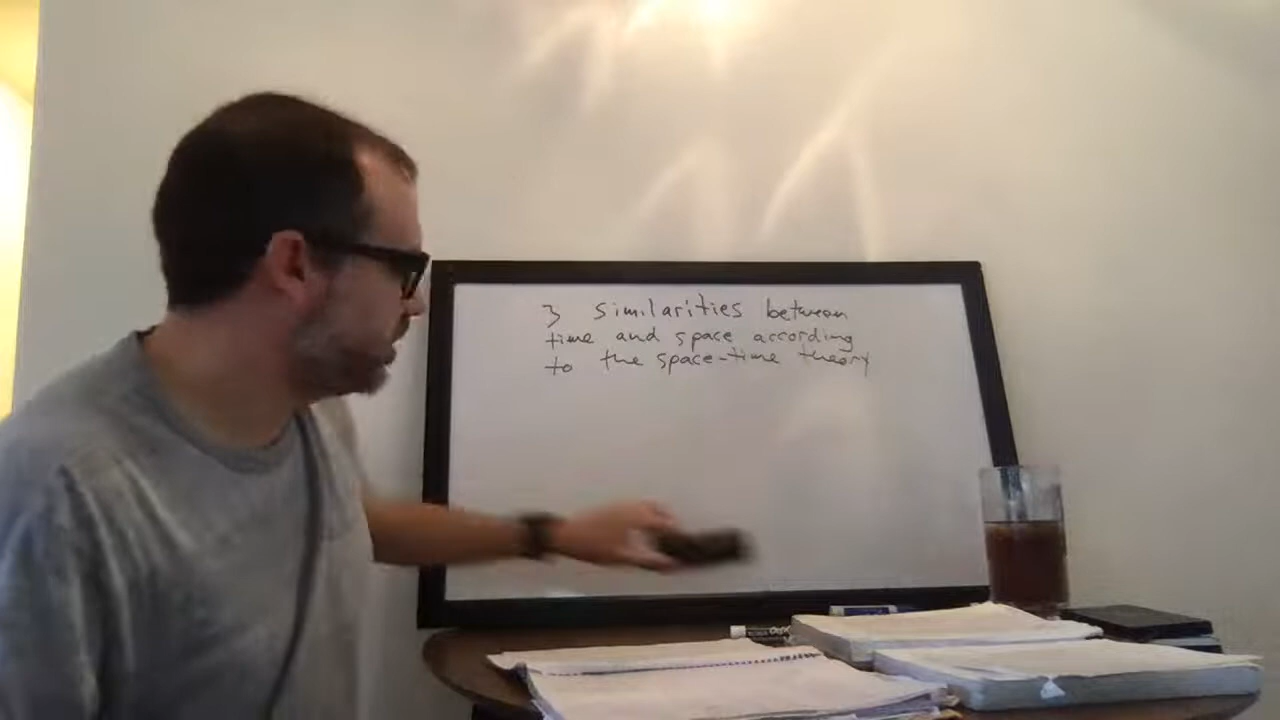 3 similarities between
time and space according
to the space-time theory